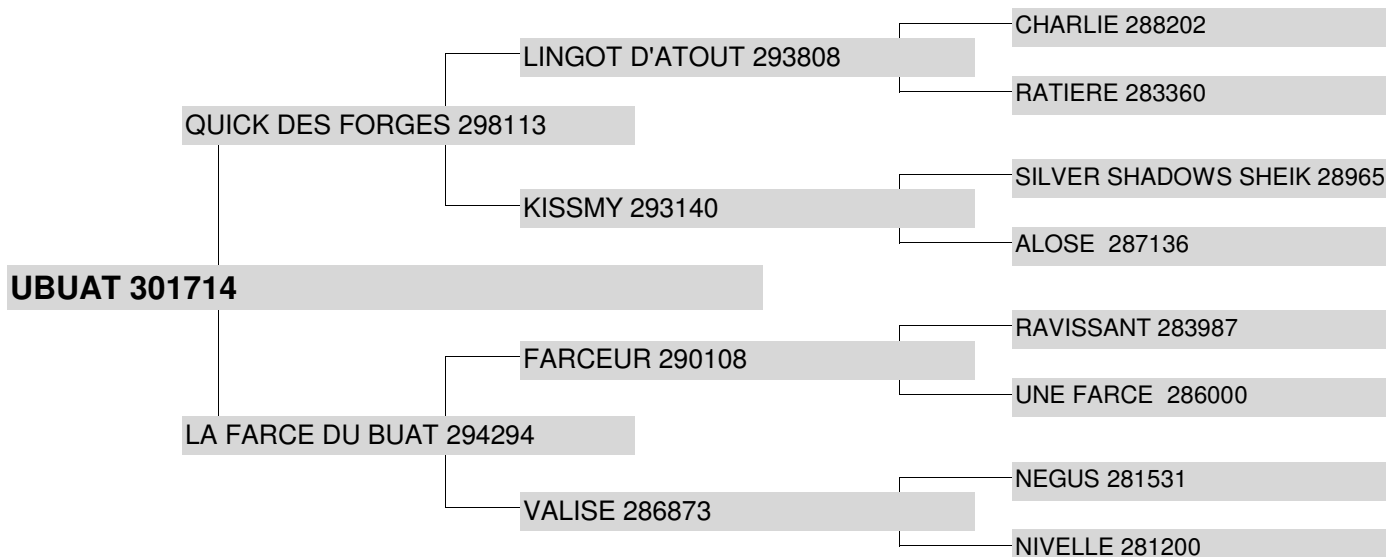 CHARLIE 288202
LINGOT D'ATOUT 293808
RATIERE 283360
QUICK DES FORGES 298113
SILVER SHADOWS SHEIK 28965
KISSMY 293140
ALOSE 287136
UBUAT 301714
RAVISSANT 283987
FARCEUR 290108
UNE FARCE 286000
LA FARCE DU BUAT 294294
NEGUS 281531
VALISE 286873
NIVELLE 281200